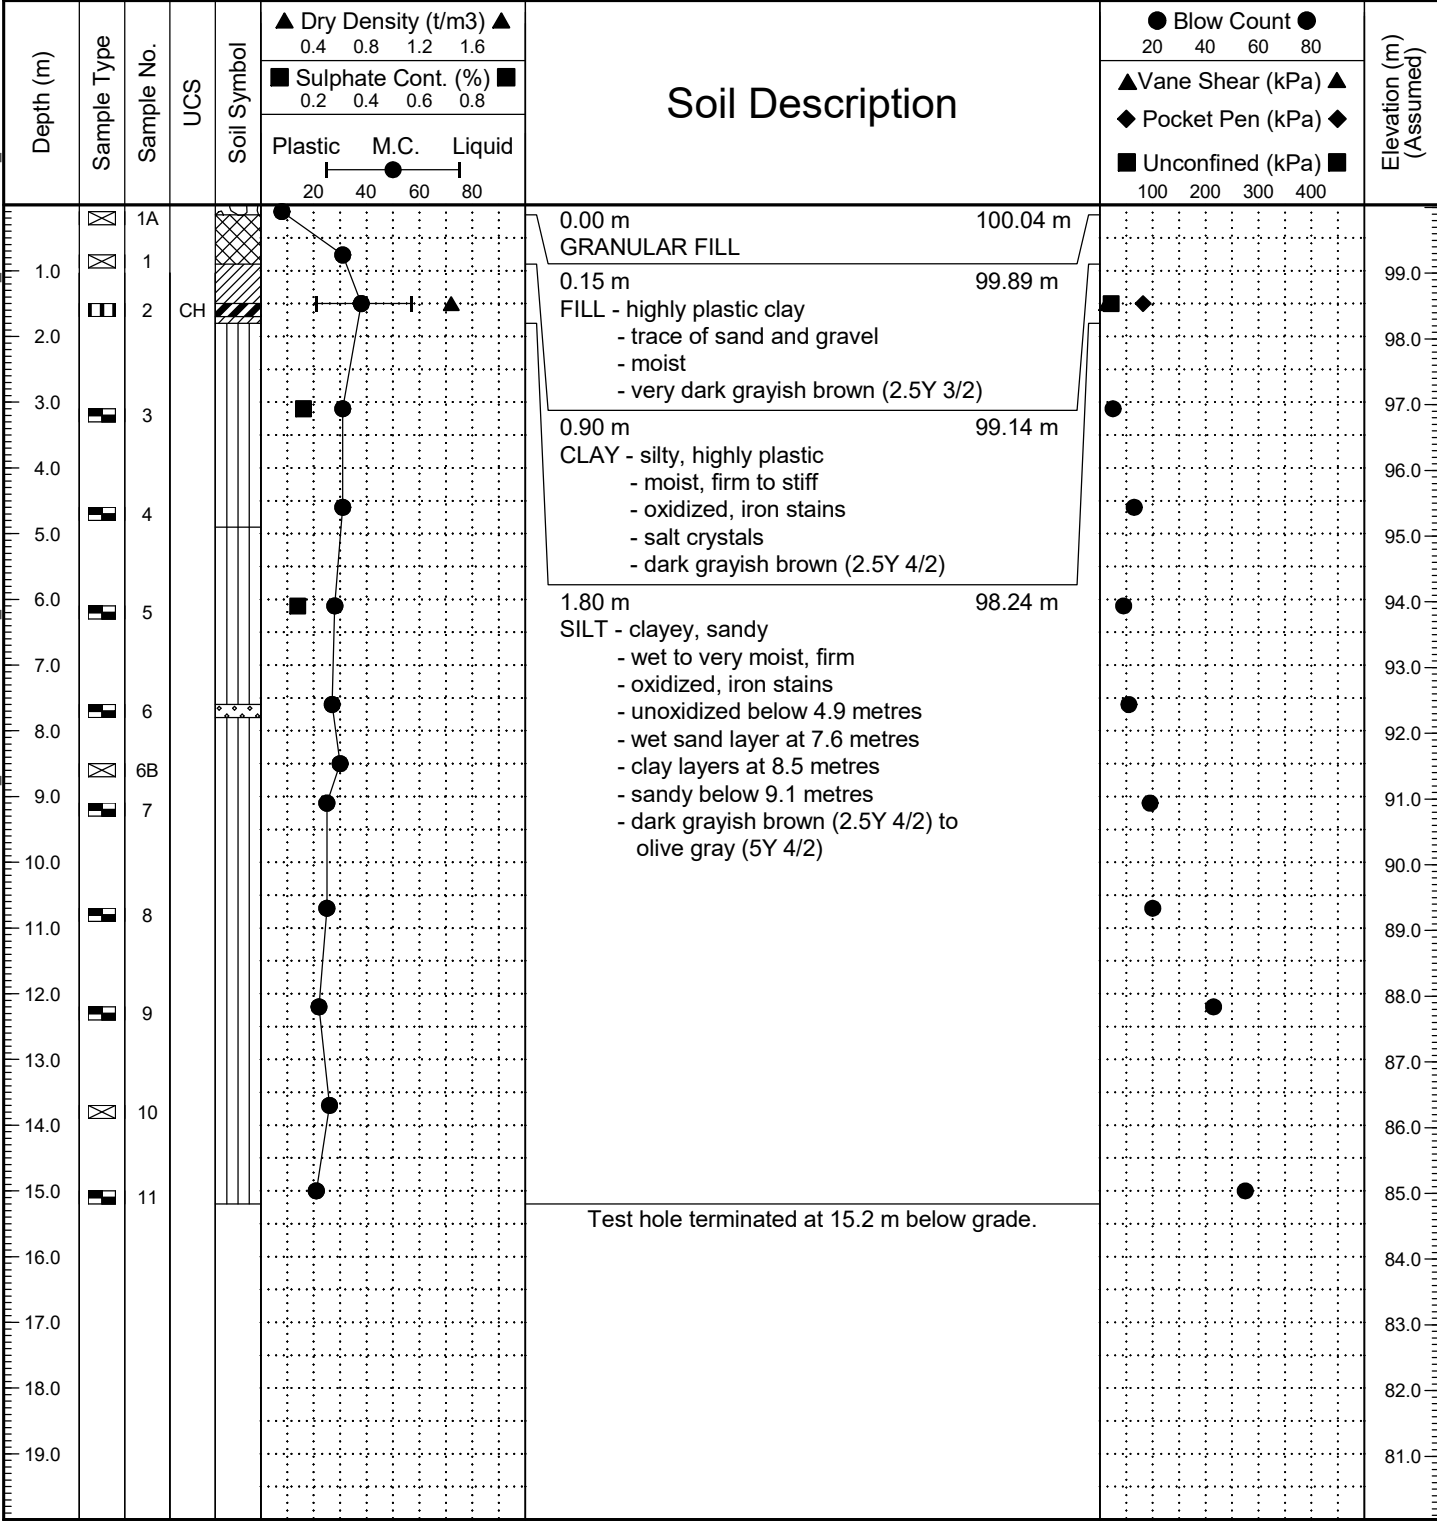 Depth (m)
Sample Type
Sample No.
UCS
Soil Symbol
Dry Density (t/m3)
0.4 0.8 1.2 1.6
Sulphate Cont. (%)
0.2 0.4 0.6 0.8
Plastic M.C. Liquid
20 40 60 80
Soil Description
Blow Count
20 40 60 80
Vane Shear (kPa)
Pocket Pen (kPa)
Unconfined (kPa)
100 200 300 400
Elevation (m)
(Assumed)
1A
1
1.0
2 CH
2.0
3.0
3
4.0
4
5.0
6.0
5
7.0
6
8.0
6B
9.0
7
10.0
8
11.0
12.0
9
13.0
10
14.0
15.0
11
16.0
17.0
18.0
19.0
0.00 m 100.04 m
GRANULAR FILL
0.15 m 99.89 m
FILL - highly plastic clay
- trace of sand and gravel
- moist
- very dark grayish brown (2.5Y 3/2)
0.90 m 99.14 m
CLAY - silty, highly plastic
- moist, firm to stiff
- oxidized, iron stains
- salt crystals
- dark grayish brown (2.5Y 4/2)
1.80 m 98.24 m
SILT - clayey, sandy
- wet to very moist, firm
- oxidized, iron stains
- unoxidized below 4.9 metres
- wet sand layer at 7.6 metres
- clay layers at 8.5 metres
- sandy below 9.1 metres
- dark grayish brown (2.5Y 4/2) to
olive gray (5Y 4/2)
Test hole terminated at 15.2 m below grade.
99.0
98.0
97.0
96.0
95.0
94.0
93.0
92.0
91.0
90.0
89.0
88.0
87.0
86.0
85.0
84.0
83.0
82.0
81.0